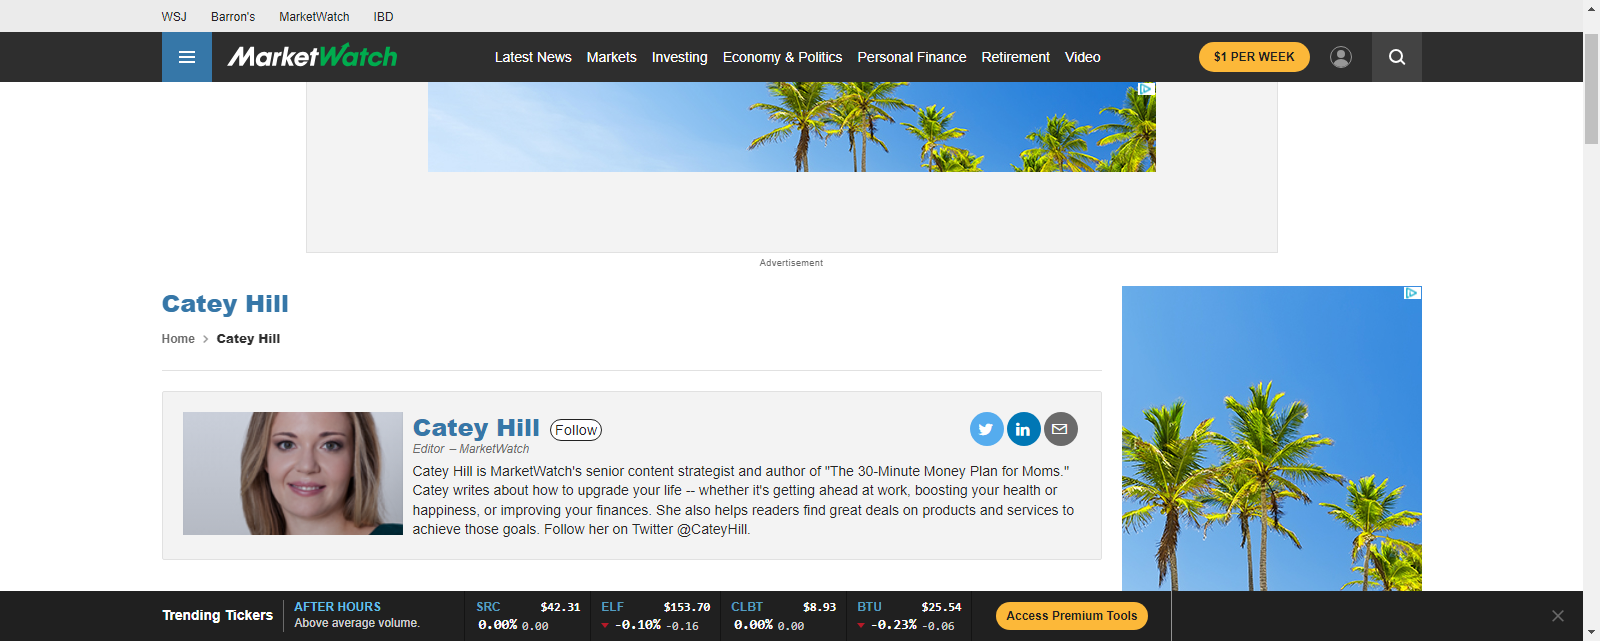 WSJ Barron's MarketWatch IBD
MarketWatch Latest News Markets Investing Economy & Politics Personal Finance Retirement Video $1 PER WEEK
Advertisement
Catey Hill
Home > Catey Hill
Catey Hill Follow
in
Editor – MarketWatch
Catey Hill is MarketWatch's senior content strategist and author of "The 30-Minute Money Plan for Moms."
Catey writes about how to upgrade your life -- whether it's getting ahead at work, boosting your health or
happiness, or improving your finances. She also helps readers find great deals on products and services to
achieve those goals. Follow her on Twitter @CateyHill.
Trending Tickers
AFTER HOURS
Above average volume.
SRC $42.31
0.00% 0.00
ELF $153.70
-0.10% -0.16
CLBT $8.93
0.00% 0.00
BTU $25.54
-0.23% -0.06
Access Premium Tools